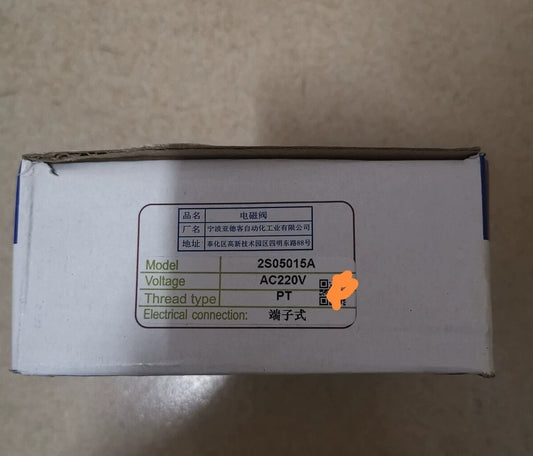 品名 电磁阀
厂名 宁波亚德客自动化工业有限公司
地址 奉化区高新技术园区四明东路88号
Model 2S05015A
Voltage AC220V
Thread type PT
Electrical connection: 端子式